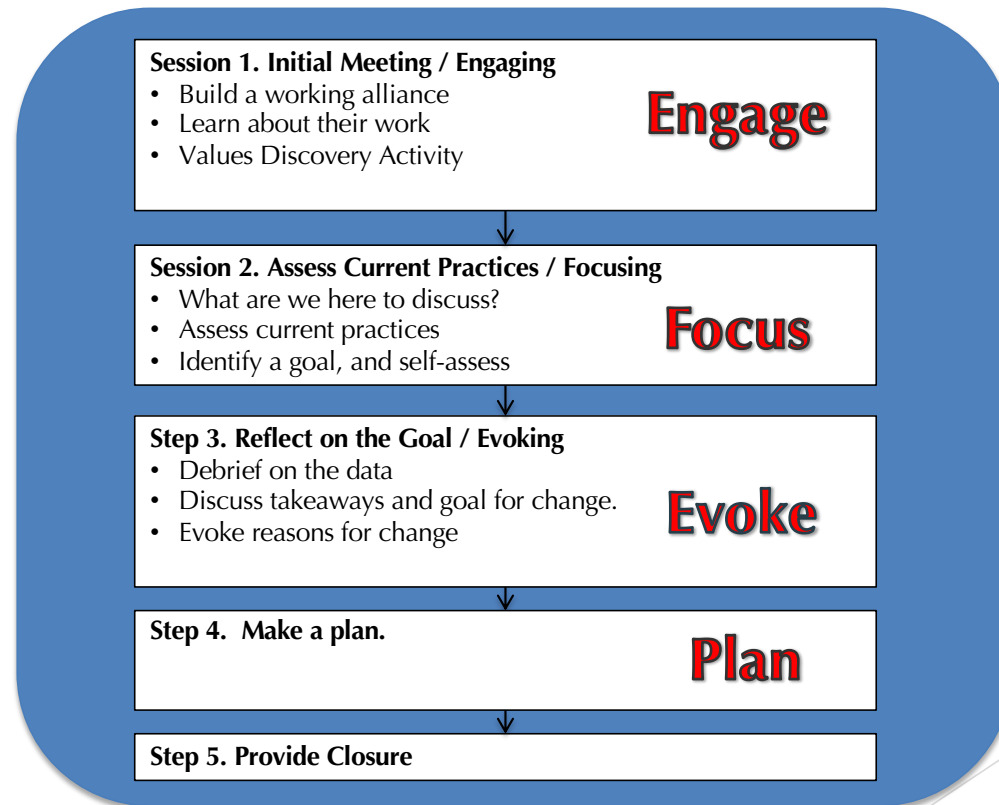 Session 1. Initial Meeting / Engaging
• Build a working alliance
• Learn about their work
• Values Discovery Activity
Engage
Session 2. Assess Current Practices / Focusing
• What are we here to discuss?
• Assess current practices
• Identify a goal, and self-assess
Focus
Step 3. Reflect on the Goal / Evoking
• Debrief on the data
• Discuss takeaways and goal for change.
• Evoke reasons for change
Evoke
Step 4.  Make a plan.
Plan
Step 5. Provide Closure